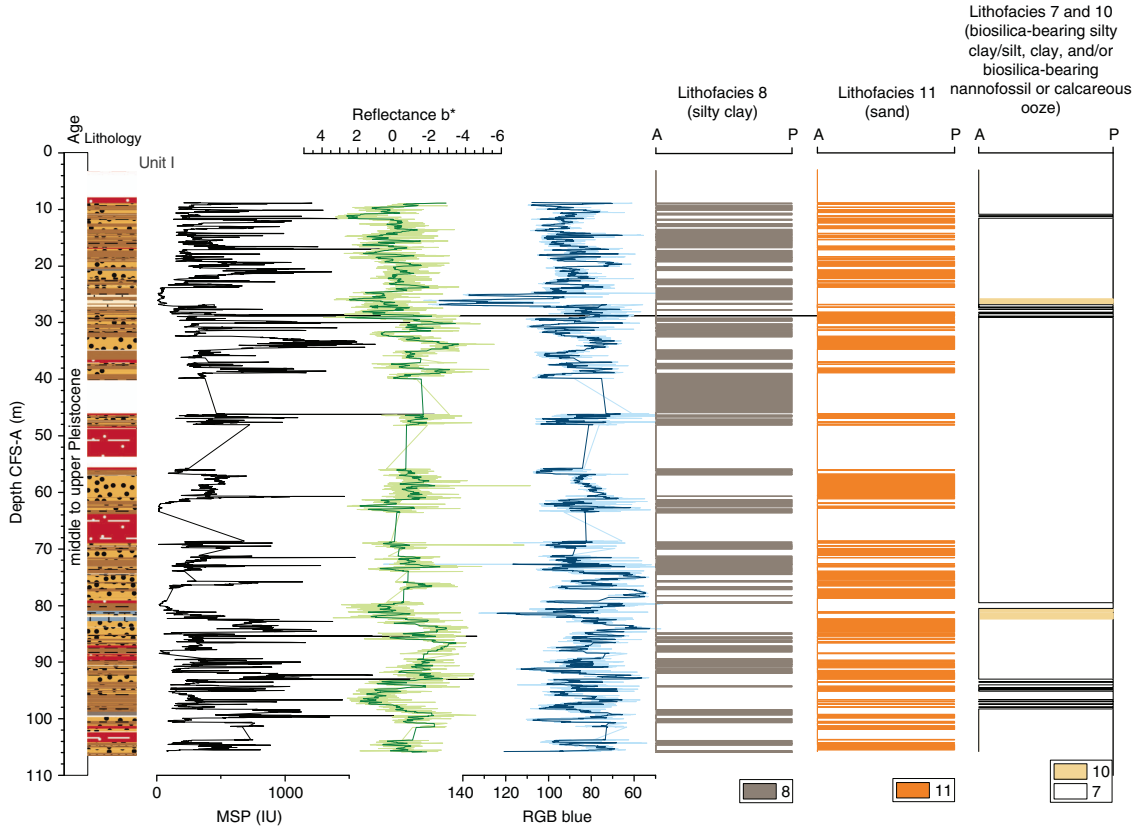 Lithofacies 7 and 10
(biosilica-bearing silty
clay/silt, clay, and/or
biosilica-bearing
nannofossil or calcareous
ooze)
Lithofacies 8
(silty clay)
Lithofacies 11
(sand)
Reflectance b*
4 2 0 -2 -4 -6
A P
A P
A P
Age
Lithology
Unit I
0
10
20
30
40
50
60
70
80
90
100
110
Depth CFS-A (m)
middle to upper Pleistocene
0 1000
MSP (IU)
140 120 100 80 60
RGB blue
8
11
10
7